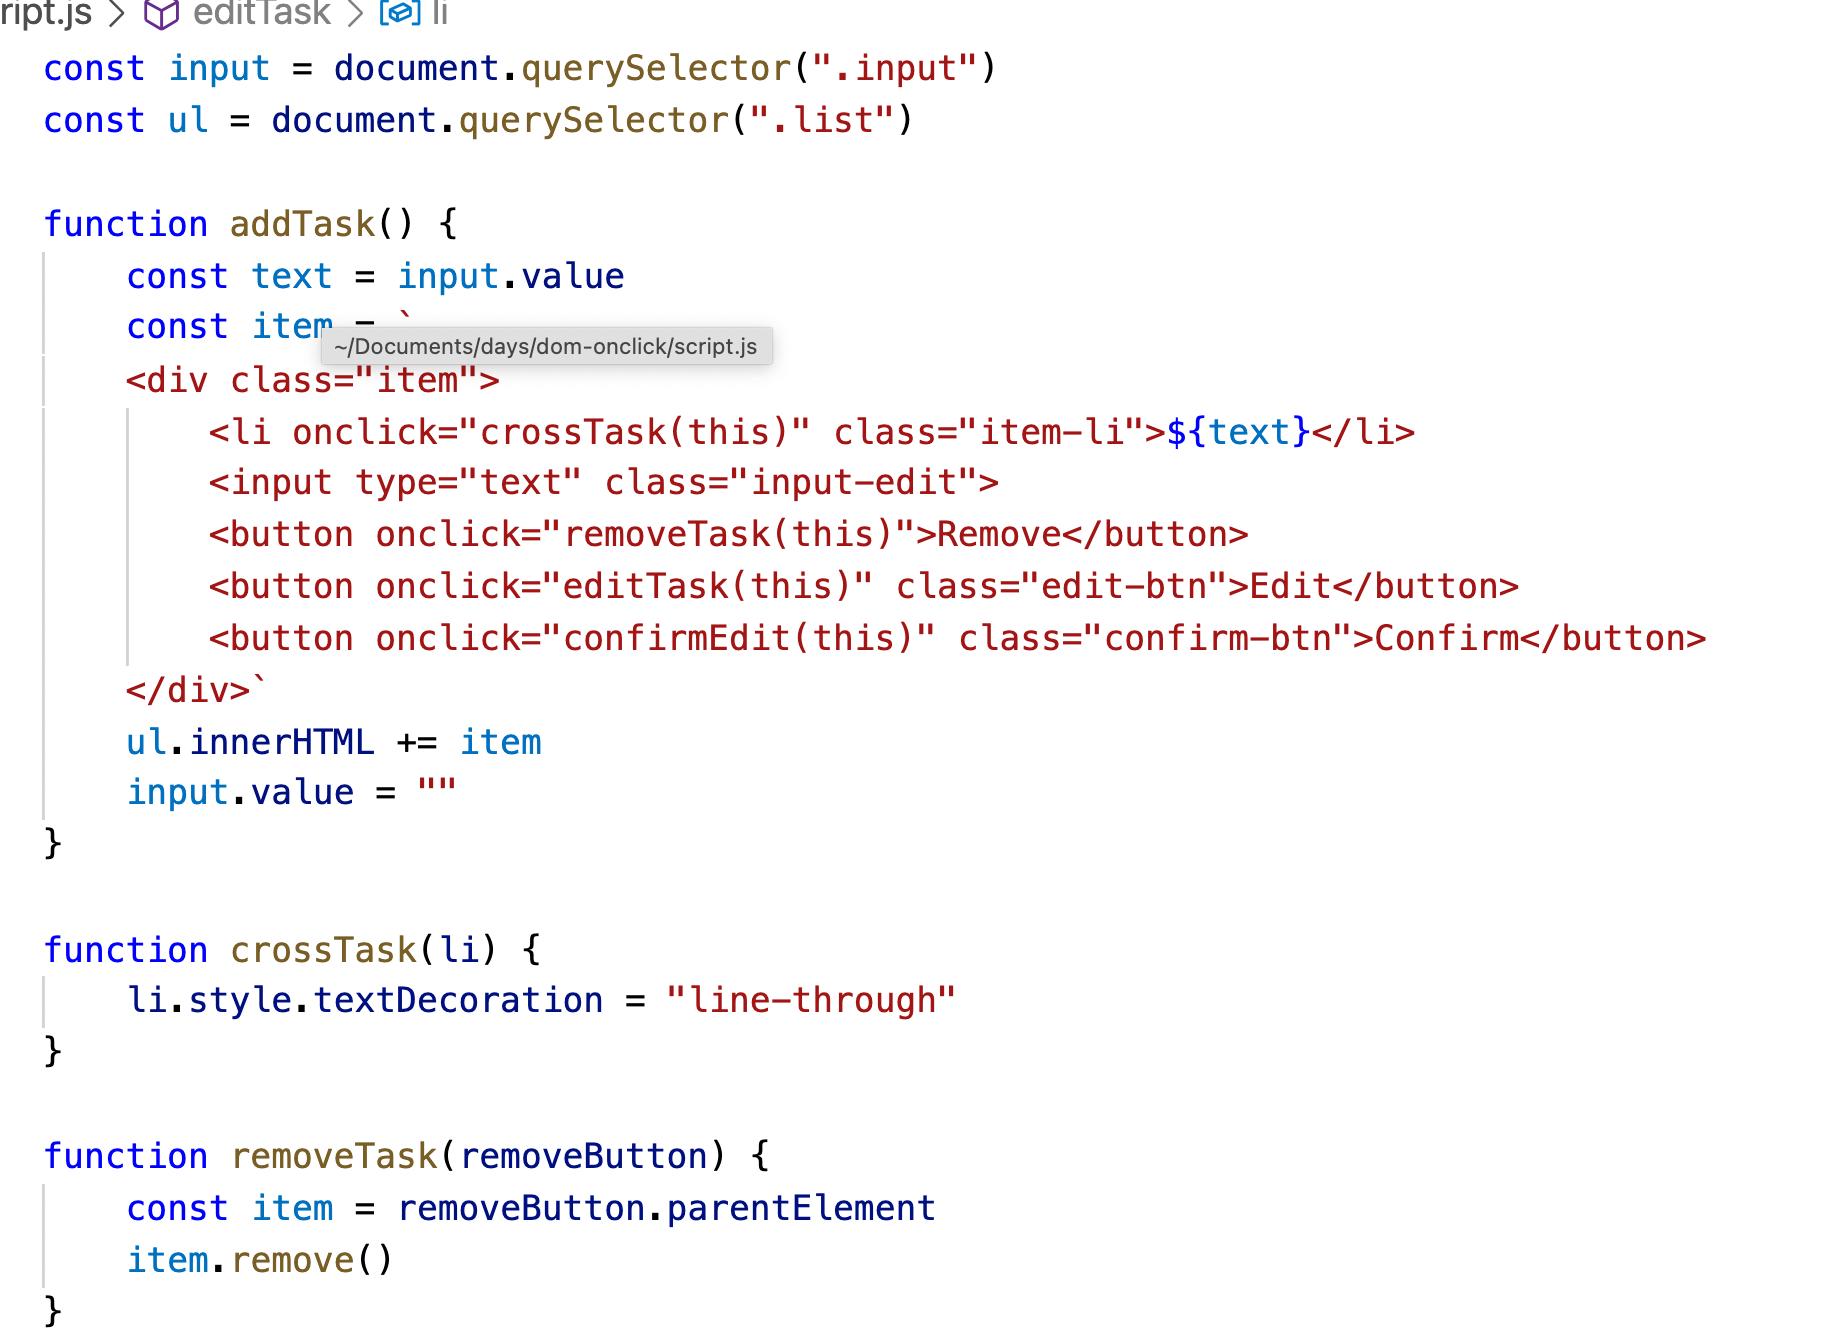 ript.js > editTask > li
const input = document.querySelector(".input")
const ul = document.querySelector(".list")
function addTask() {
    const text = input.value
    const item = `
~/Documents/days/dom-onclick/script.js
    <div class="item">
        <li onclick="crossTask(this)" class="item-li">${text}</li>
        <input type="text" class="input-edit">
        <button onclick="removeTask(this)">Remove</button>
        <button onclick="editTask(this)" class="edit-btn">Edit</button>
        <button onclick="confirmEdit(this)" class="confirm-btn">Confirm</button>
    </div>`
    ul.innerHTML += item
    input.value = ""
}
function crossTask(li) {
    li.style.textDecoration = "line-through"
}
function removeTask(removeButton) {
    const item = removeButton.parentElement
    item.remove()
}